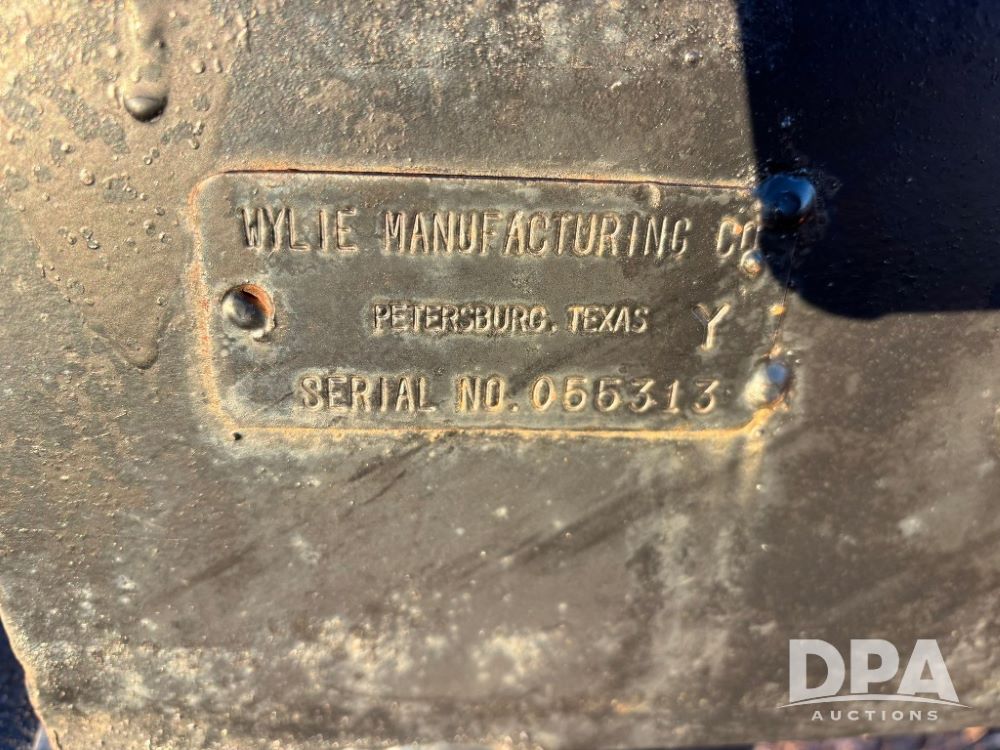 WYLIE MANUFACTURING CO
PETERSBURG, TEXAS Y
SERIAL NO. 055313
DPA
AUCTIONS